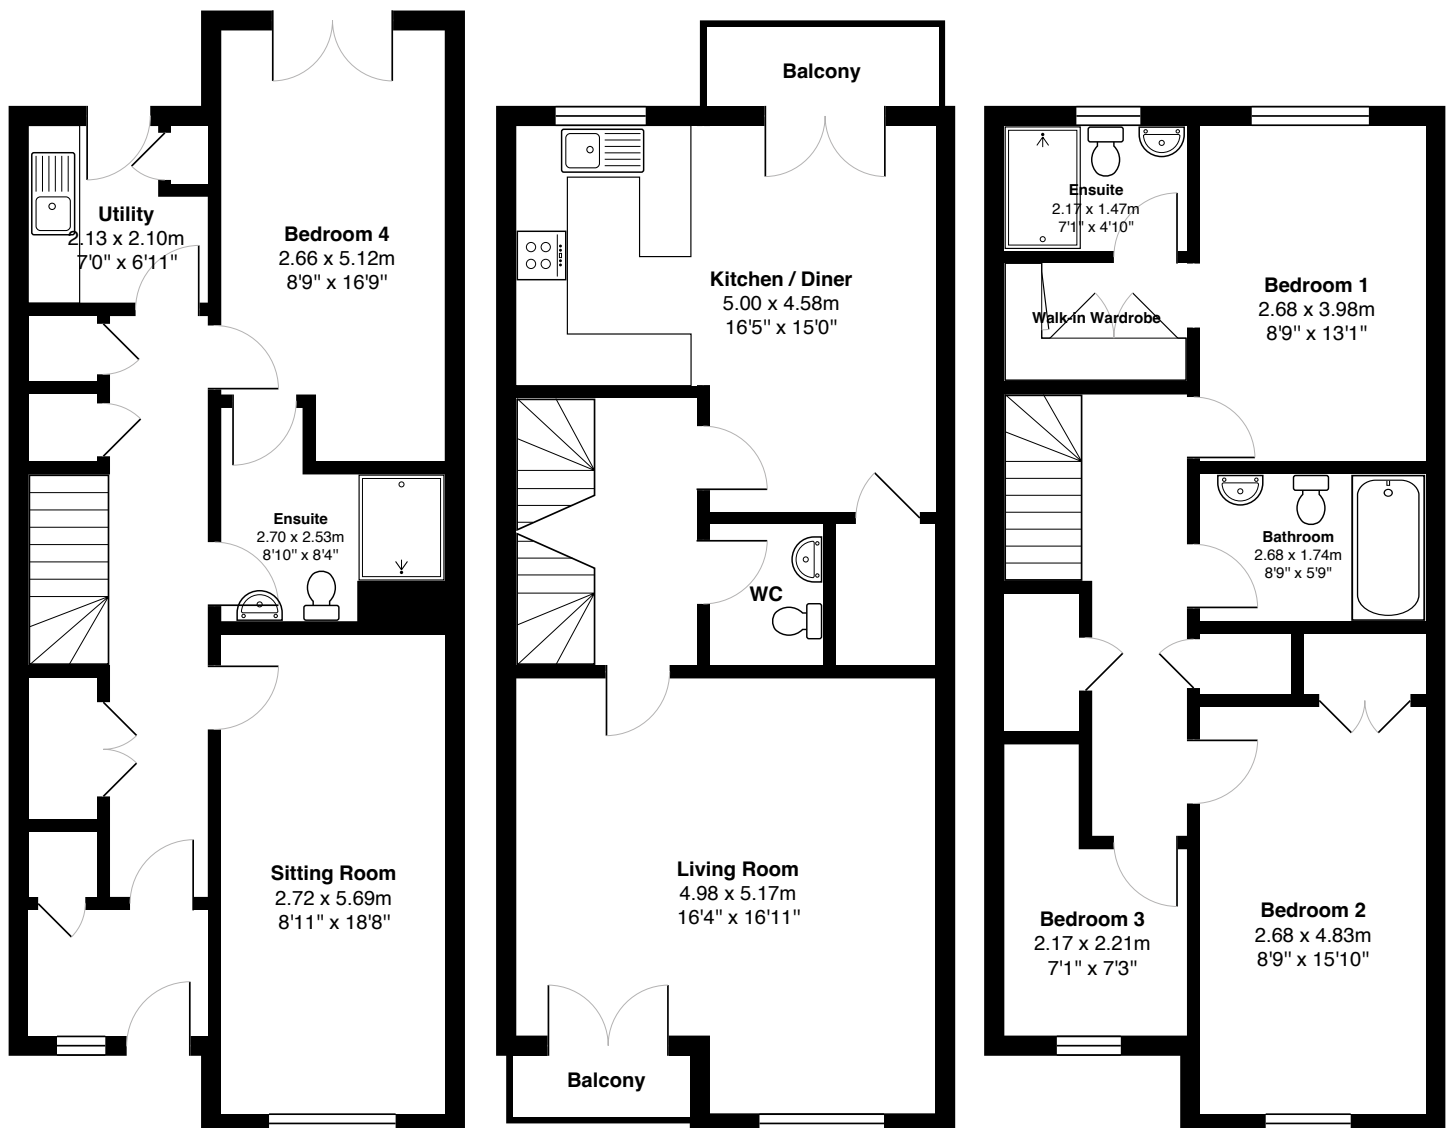 Utility
2.13 x 2.10m
7'0" x 6'11"
Bedroom 4
2.66 x 5.12m
8'9" x 16'9"
Ensuite
2.70 x 2.53m
8'10" x 8'4"
Sitting Room
2.72 x 5.69m
8'11" x 18'8"
Balcony
Kitchen / Diner
5.00 x 4.58m
16'5" x 15'0"
WC
Living Room
4.98 x 5.17m
16'4" x 16'11"
Balcony
Ensuite
2.17 x 1.47m
7'1" x 4'10"
Walk-in Wardrobe
Bedroom 1
2.68 x 3.98m
8'9" x 13'1"
Bathroom
2.68 x 1.74m
8'9" x 5'9"
Bedroom 3
2.17 x 2.21m
7'1" x 7'3"
Bedroom 2
2.68 x 4.83m
8'9" x 15'10"